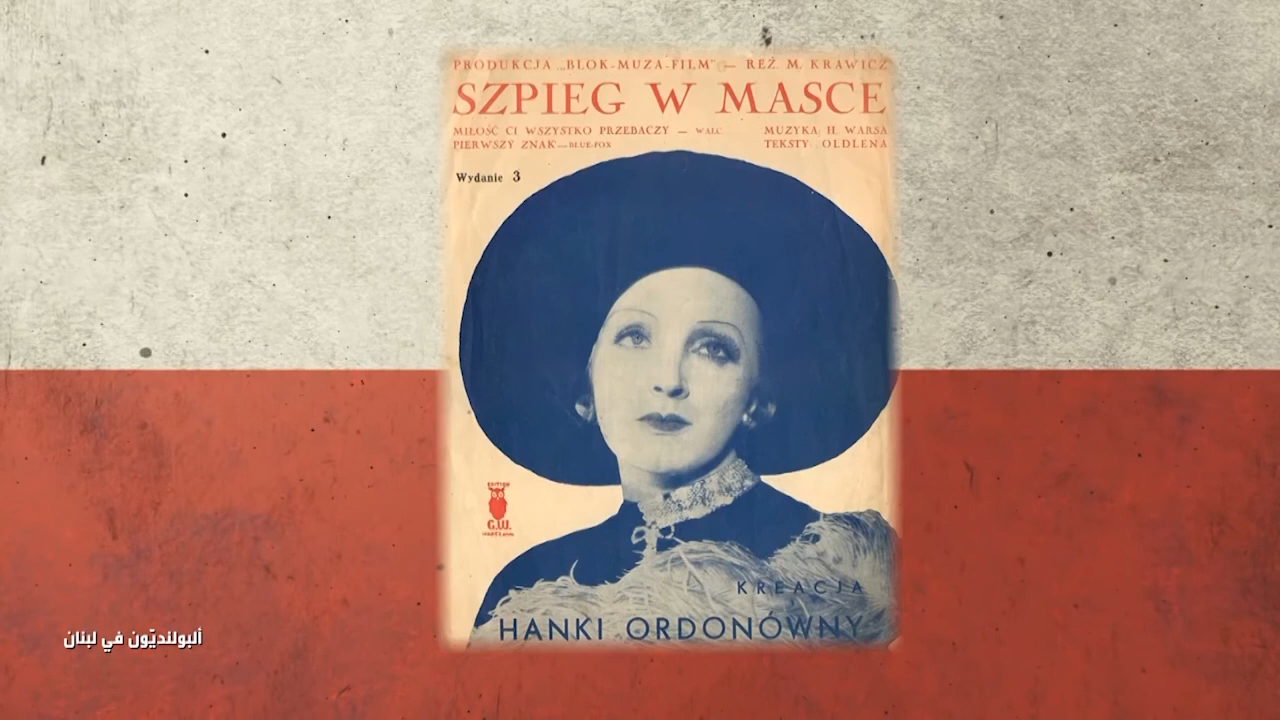 PRODUKCJA „BLOK-MUZA-FILM" — REŻ. M. KRAWICZ
SZPIEG W MASCE
MIŁOŚĆ CI WSZYSTKO PRZEBACZY — WALC MUZYKA: H. WARSA
PIERWSZY ZNAK — BLUE-FOX TEKSTY: OLDLENA
Wydanie 3
EDITION
G.W.
KREACJA
HANKI ORDONÓWNY
ألبولنديّون في لبنان